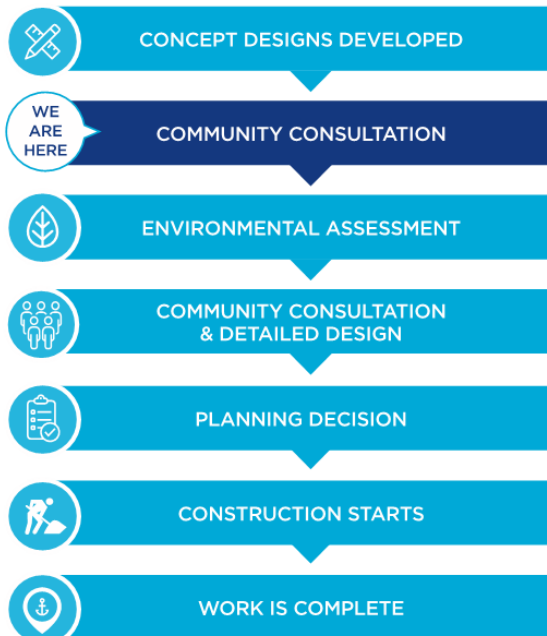 CONCEPT DESIGNS DEVELOPED
WE
ARE
HERE
COMMUNITY CONSULTATION
ENVIRONMENTAL ASSESSMENT
COMMUNITY CONSULTATION
& DETAILED DESIGN
PLANNING DECISION
CONSTRUCTION STARTS
WORK IS COMPLETE